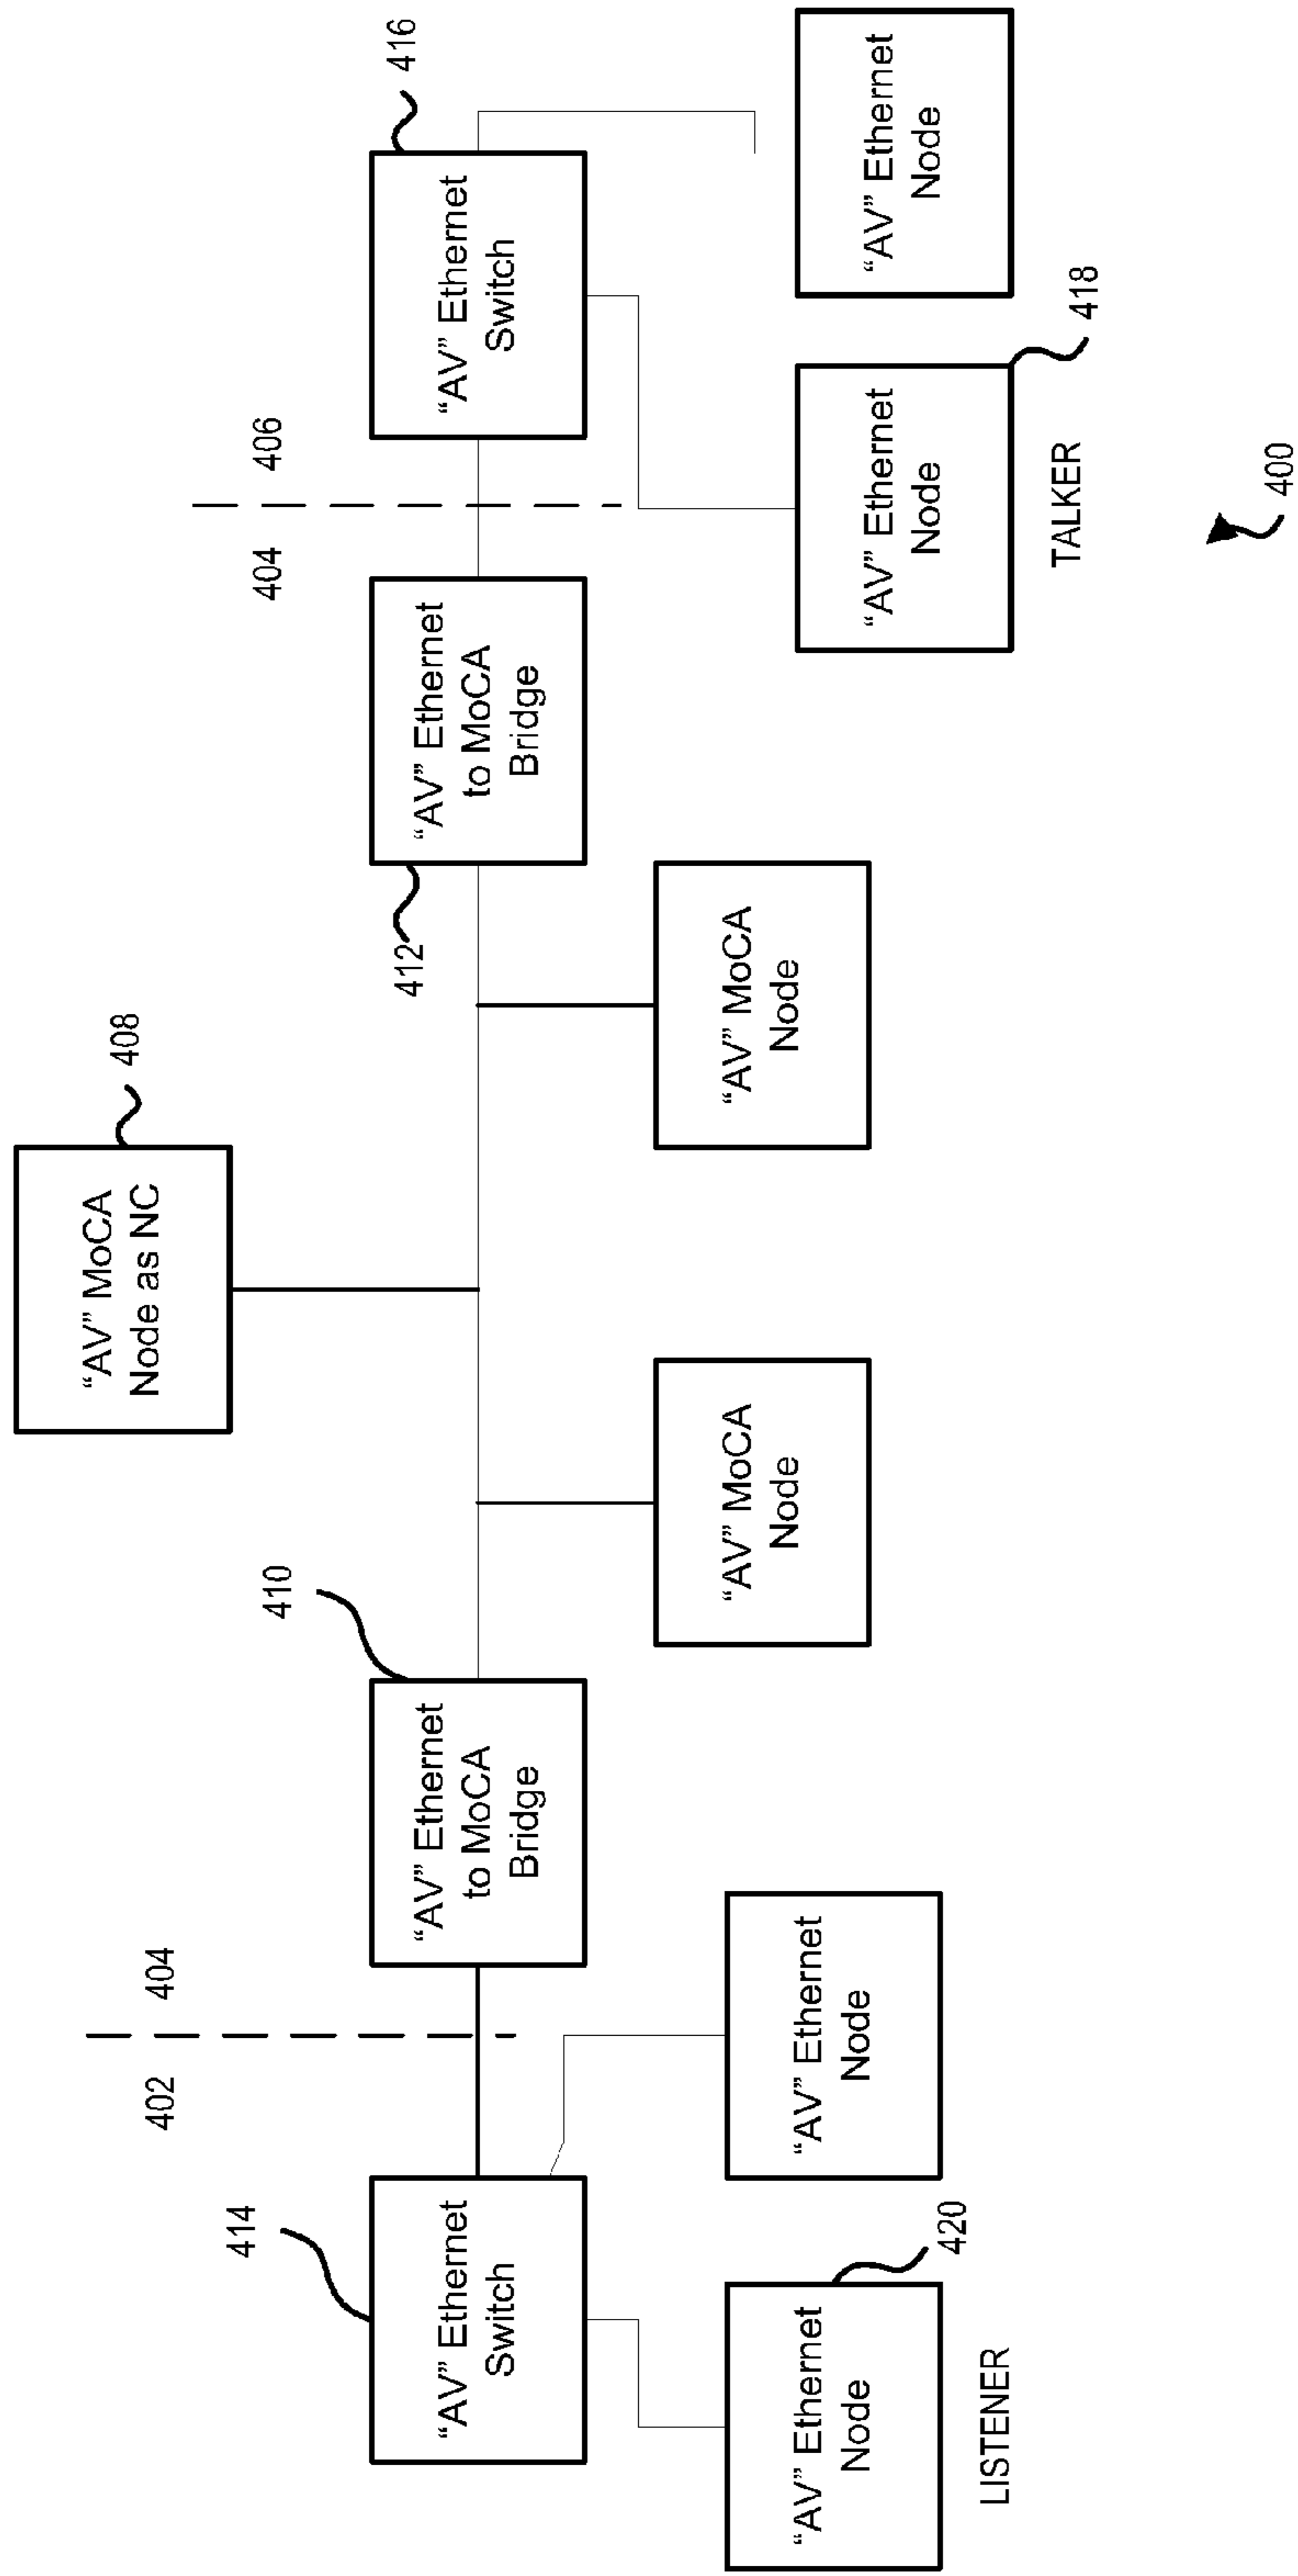 “AV” MoCA
Node as NC
408
402
404
404
406
414
410
412
416
“AV” Ethernet
Switch
“AV” Ethernet
to MoCA
Bridge
“AV” Ethernet
to MoCA
Bridge
“AV” Ethernet
Switch
“AV” Ethernet
Node
420
LISTENER
“AV” Ethernet
Node
“AV” MoCA
Node
“AV” MoCA
Node
“AV” Ethernet
Node
418
TALKER
“AV” Ethernet
Node
400